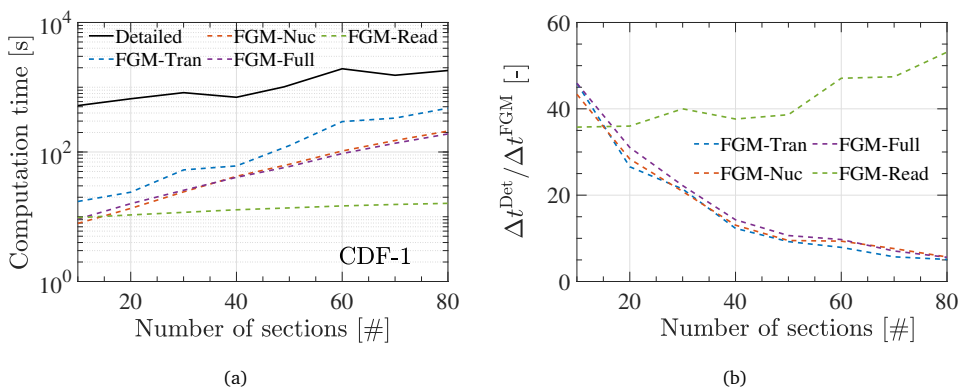 Computation time [s]
10^4
10^2
10^0
Detailed FGM-Nuc FGM-Read
FGM-Tran FGM-Full
CDF-1
20 40 60 80
Number of sections [#]
(a)
Δt^Det/Δt^FGM [-]
60
40
20
0
FGM-Tran FGM-Full
FGM-Nuc FGM-Read
20 40 60 80
Number of sections [#]
(b)